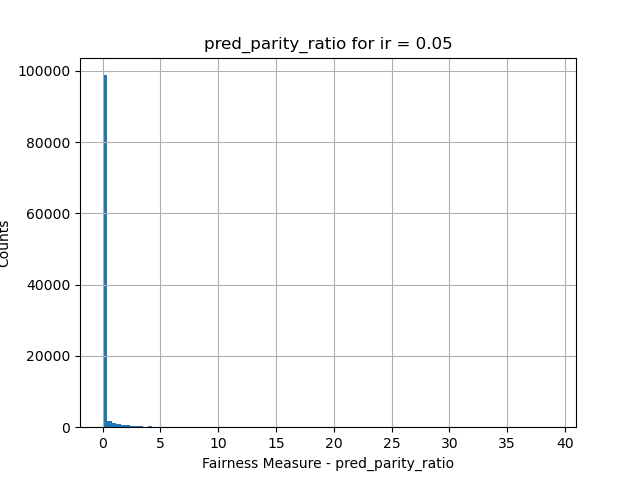 pred_parity_ratio for ir = 0.05
100000
80000
60000
40000
20000
0
Counts
0 5 10 15 20 25 30 35 40
Fairness Measure - pred_parity_ratio